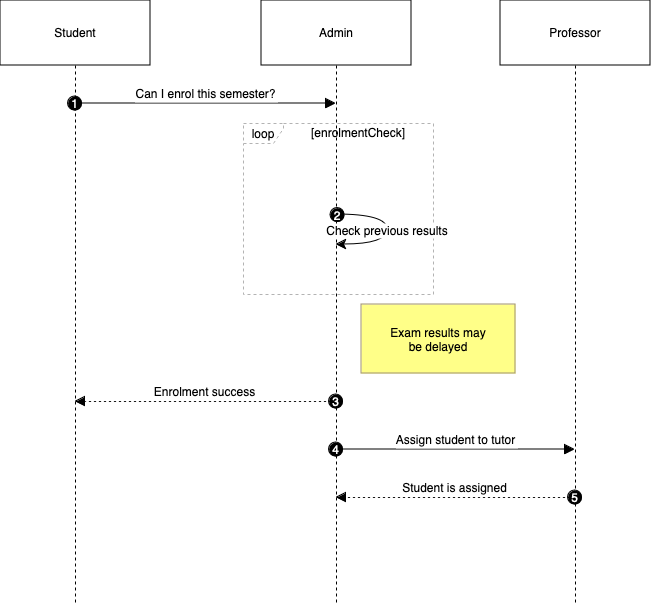 Student
Admin
Professor
1
Can I enrol this semester?
loop
[enrolmentCheck]
2
Check previous results
Exam results may
be delayed
Enrolment success
3
4
Assign student to tutor
Student is assigned
5